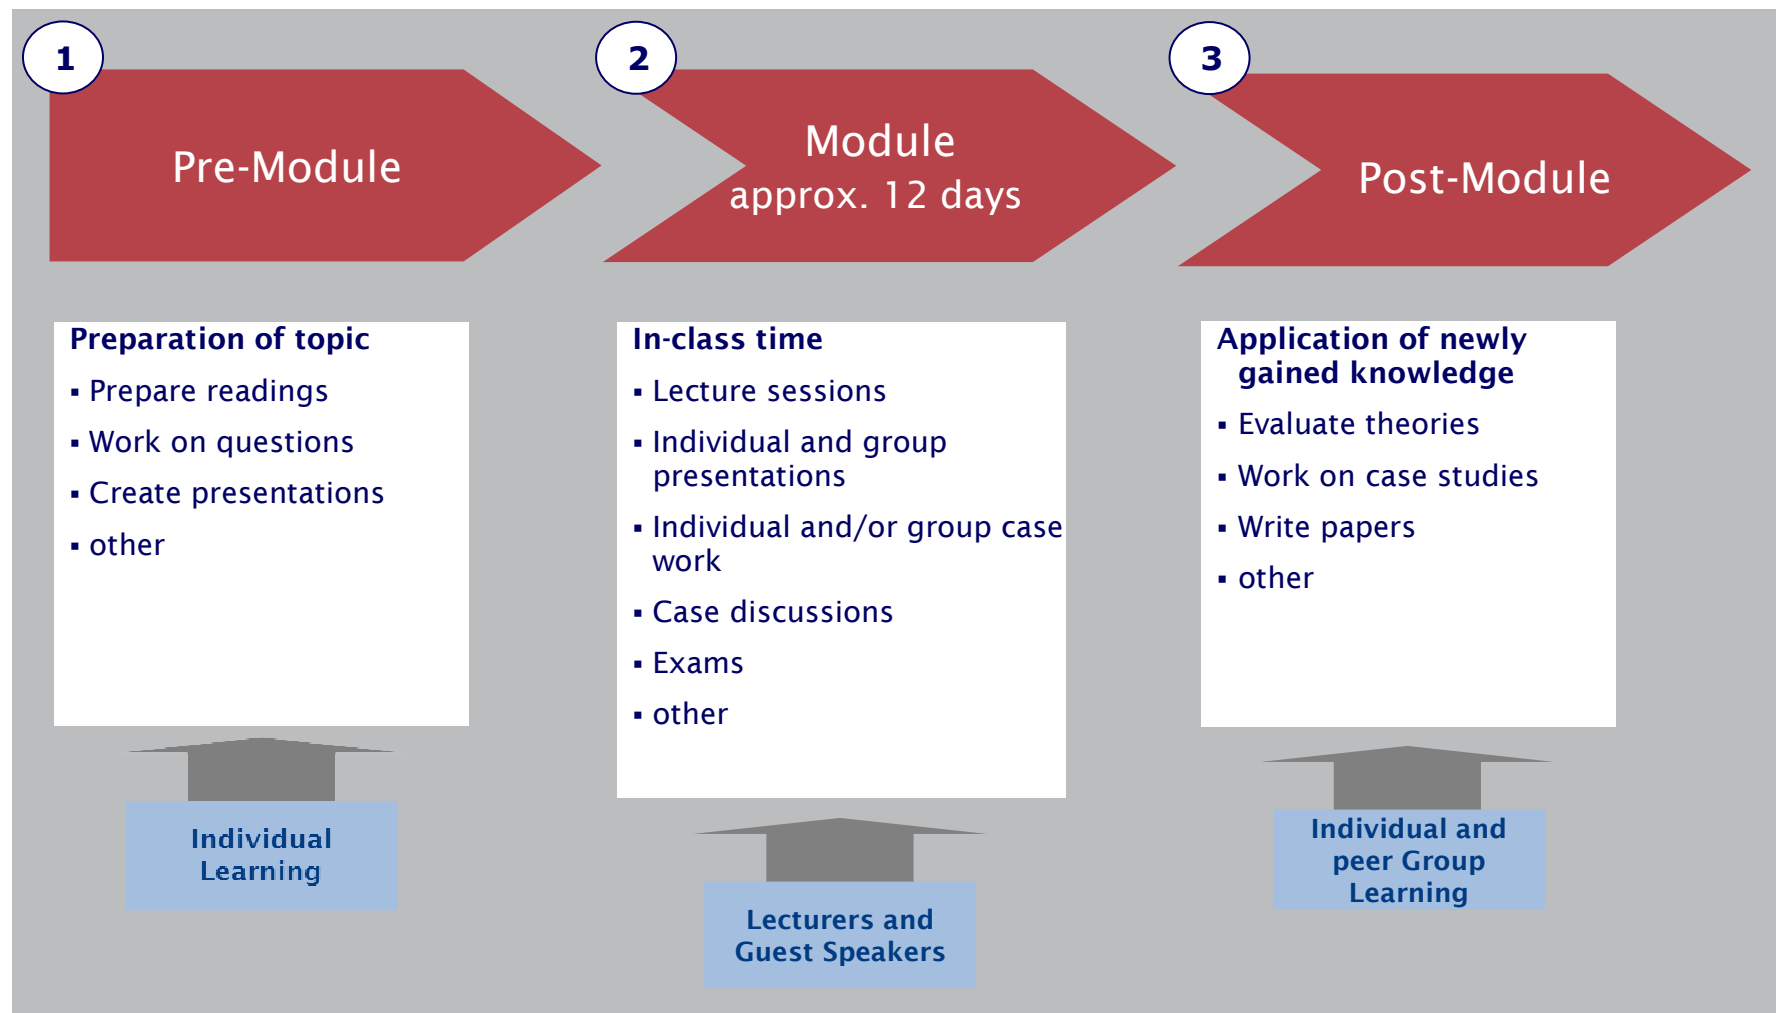 1
Pre-Module
2
Module
approx. 12 days
3
Post-Module
Preparation of topic
▪ Prepare readings
▪ Work on questions
▪ Create presentations
▪ other
In-class time
▪ Lecture sessions
▪ Individual and group
presentations
▪ Individual and/or group case
work
▪ Case discussions
▪ Exams
▪ other
Application of newly
gained knowledge
▪ Evaluate theories
▪ Work on case studies
▪ Write papers
▪ other
Individual
Learning
Lecturers and
Guest Speakers
Individual and
peer Group
Learning